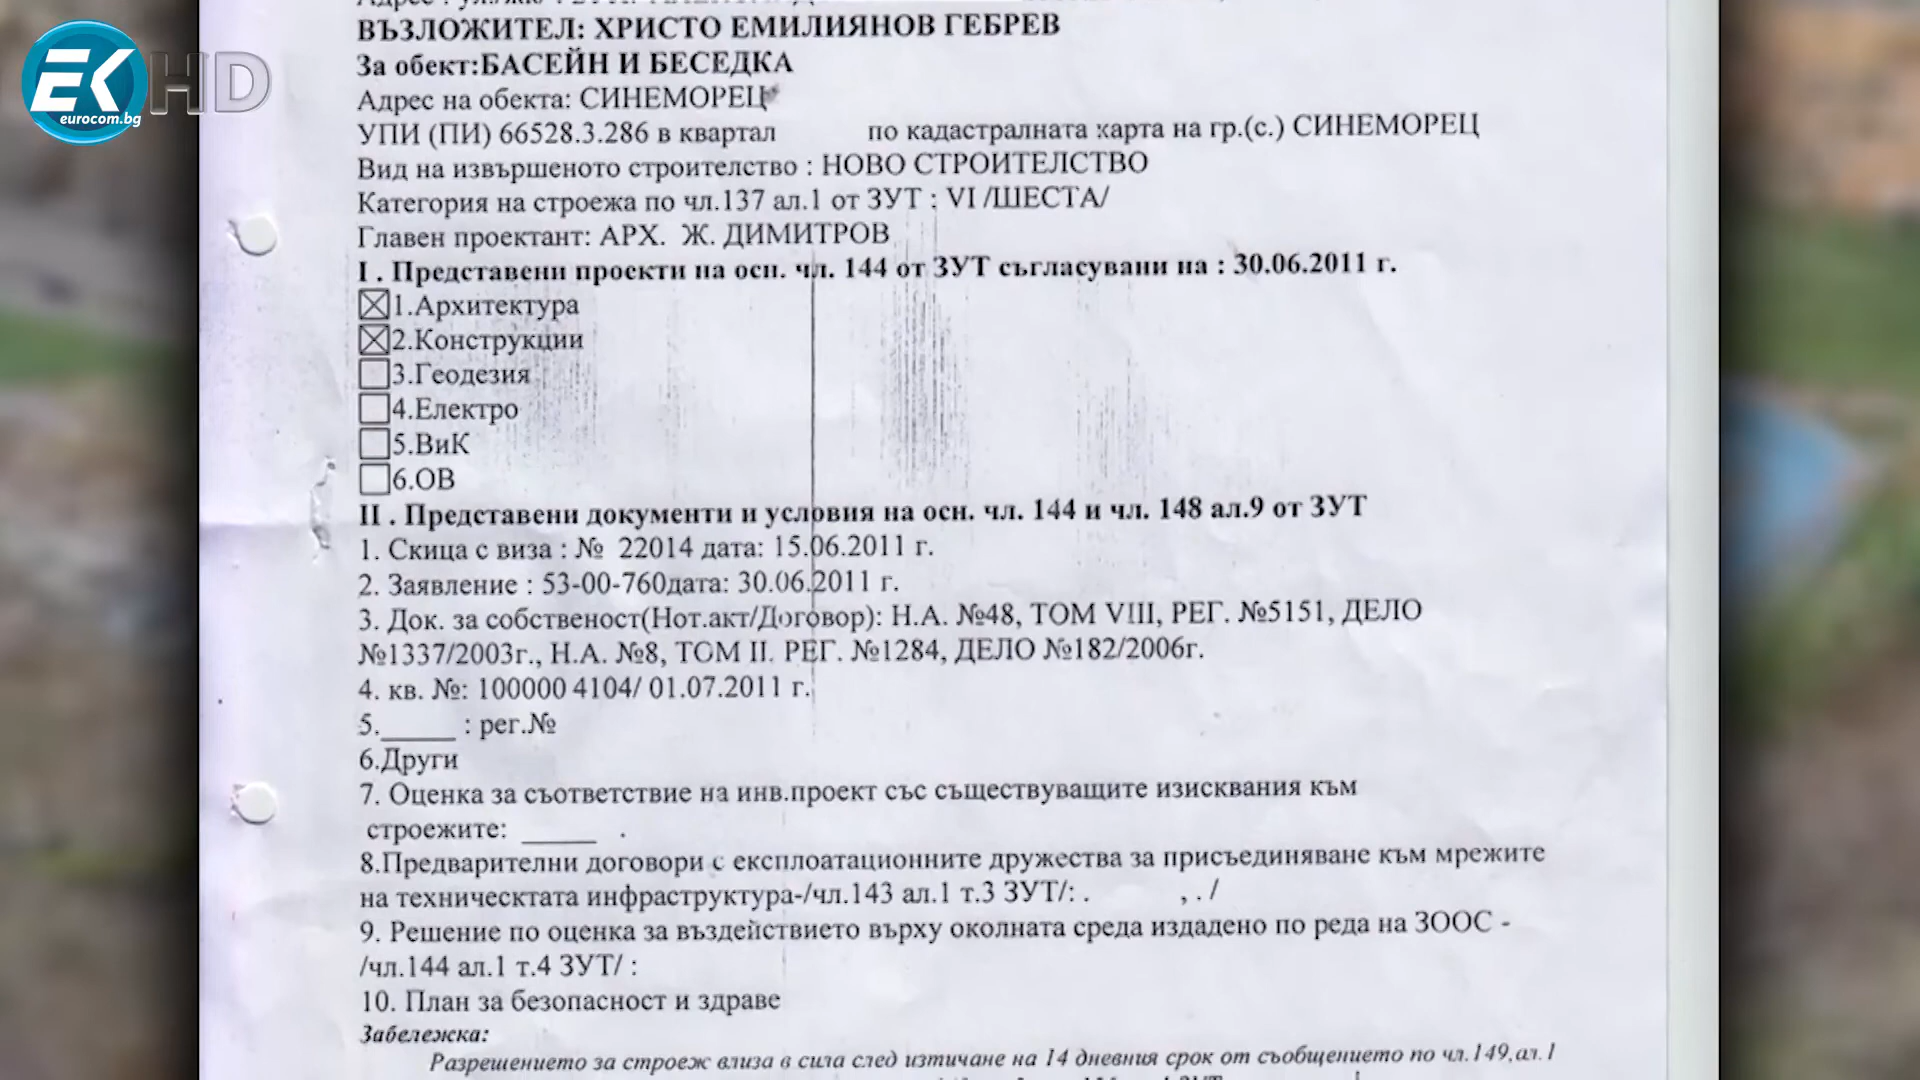 ВЪЗЛОЖИТЕЛ: ХРИСТО ЕМИЛИЯНОВ ГЕБРЕВ
За обект:БАСЕЙН И БЕСЕДКА
Адрес на обекта: СИНЕМОРЕЦ
УПИ (ПИ) 66528.3.286 в квартал по кадастралната карта на гр.(с.) СИНЕМОРЕЦ
Вид на извършеното строителство : НОВО СТРОИТЕЛСТВО
Категория на строежа по чл.137 ал.1 от ЗУТ : VI /ШЕСТА/
Главен проектант: АРХ. Ж. ДИМИТРОВ
I . Представени проекти на осн. чл. 144 от ЗУТ съгласувани на : 30.06.2011 г.
1.Архитектура
2.Конструкции
3.Геодезия
4.Електро
5.ВиК
6.ОВ
II . Представени документи и условия на осн. чл. 144 и чл. 148 ал.9 от ЗУТ
1. Скица с виза : № 22014 дата: 15.06.2011 г.
2. Заявление : 53-00-760дата: 30.06.2011 г.
3. Док. за собственост(Нот.акт/Договор): Н.А. №48, ТОМ VIII, РЕГ. №5151, ДЕЛО
№1337/2003г., Н.А. №8, ТОМ II. РЕГ. №1284, ДЕЛО №182/2006г.
4. кв. №: 100000 4104/ 01.07.2011 г.
5._____ : рег.№
6.Други
7. Оценка за съответствие на инв.проект със съществуващите изисквания към
строежите: _____ .
8.Предварителни договори с експлоатационните дружества за присъединяване към мрежите
на техническтата инфраструктура-/чл.143 ал.1 т.3 ЗУТ/: . , . /
9. Решение по оценка за въздействието върху околната среда издадено по реда на ЗООС -
/чл.144 ал.1 т.4 ЗУТ/ :
10. План за безопасност и здраве
Забележка:
Разрешението за строеж влиза в сила след изтичане на 14 дневния срок от съобщението по чл.149,ал.1
EK HD
eurocom.bg